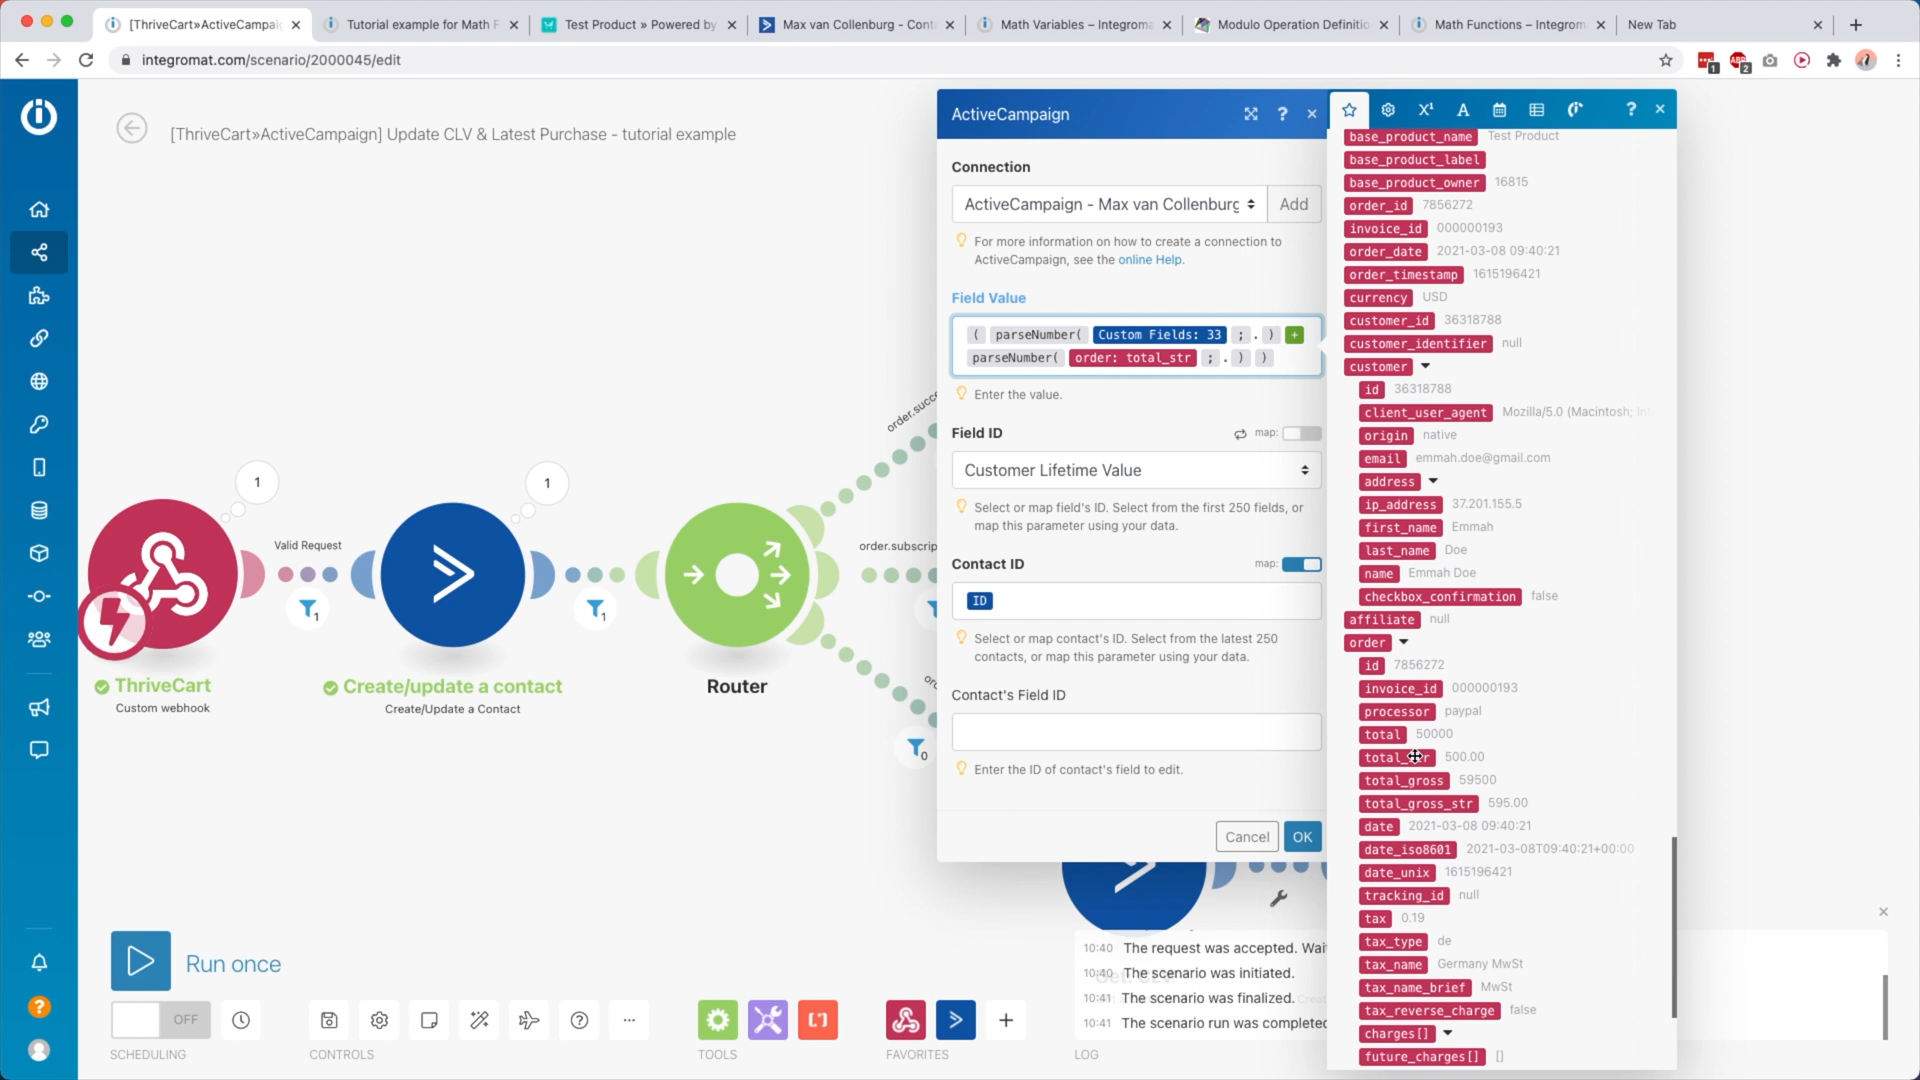 [ThriveCart»ActiveCampai
Tutorial example for Math F
Test Product » Powered by
Max van Collenburg - Cont
Math Variables – Integroma
Modulo Operation Definitio
Math Functions – Integrom
New Tab
integromat.com/scenario/2000045/edit
1
2
[ThriveCart»ActiveCampaign] Update CLV & Latest Purchase - tutorial example
1
1
Valid Request
order.succ
order.subscrip
1
1
0
ThriveCart
Custom webhook
Create/update a contact
Create/Update a Contact
Router
ActiveCampaign
Connection
ActiveCampaign - Max van Collenburg
Add
For more information on how to create a connection to
ActiveCampaign, see the online Help.
Field Value
( parseNumber( Custom Fields: 33 ; . ) +
parseNumber( order: total_str ; . ) )
Enter the value.
Field ID
map:
Customer Lifetime Value
Select or map field's ID. Select from the first 250 fields, or
map this parameter using your data.
Contact ID
map:
ID
Select or map contact's ID. Select from the latest 250
contacts, or map this parameter using your data.
Contact's Field ID
Enter the ID of contact's field to edit.
Cancel
OK
base_product_name Test Product
base_product_label
base_product_owner 16815
order_id 7856272
invoice_id 000000193
order_date 2021-03-08 09:40:21
order_timestamp 1615196421
currency USD
customer_id 36318788
customer_identifier null
customer
id 36318788
client_user_agent Mozilla/5.0 (Macintosh; Int
origin native
email emmah.doe@gmail.com
address
ip_address 37.201.155.5
first_name Emmah
last_name Doe
name Emmah Doe
checkbox_confirmation false
affiliate null
order
id 7856272
invoice_id 000000193
processor paypal
total 50000
500.00
total_gross 59500
total_gross_str 595.00
date 2021-03-08 09:40:21
date_iso8601 2021-03-08T09:40:21+00:00
date_unix 1615196421
tracking_id null
tax 0.19
tax_type de
tax_name Germany MwSt
tax_name_brief MwSt
tax_reverse_charge false
charges[]
future_charges[] []
Run once
OFF
SCHEDULING
CONTROLS
TOOLS
FAVORITES
LOG
10:40 The request was accepted. Wai
10:40 The scenario was initiated.
10:41 The scenario was finalized.
10:41 The scenario run was completed